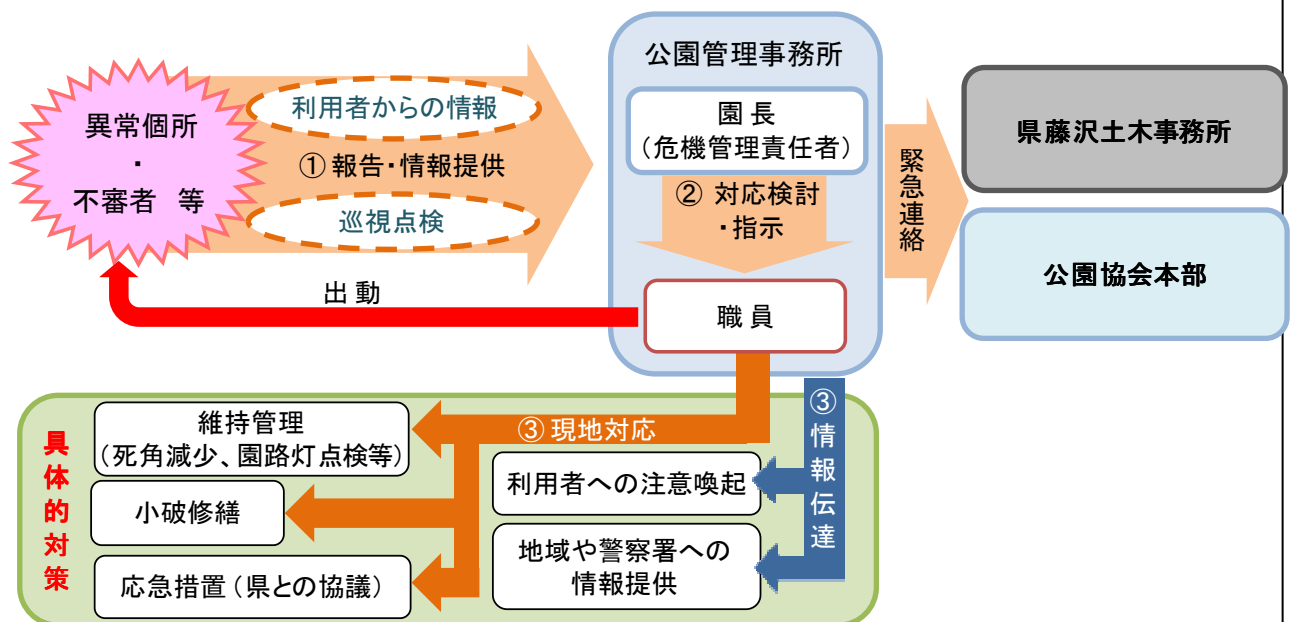 異常個所
・
不審者 等
利用者からの情報
① 報告・情報提供
巡視点検
出 動
公園管理事務所
園 長
(危機管理責任者)
② 対応検討
・指示
職 員
緊急連絡
県藤沢土木事務所
公園協会本部
具体的対策
維持管理
(死角減少、園路灯点検等)
小破修繕
応急措置(県との協議)
③ 現地対応
利用者への注意喚起
地域や警察署への
情報提供
③情報伝達